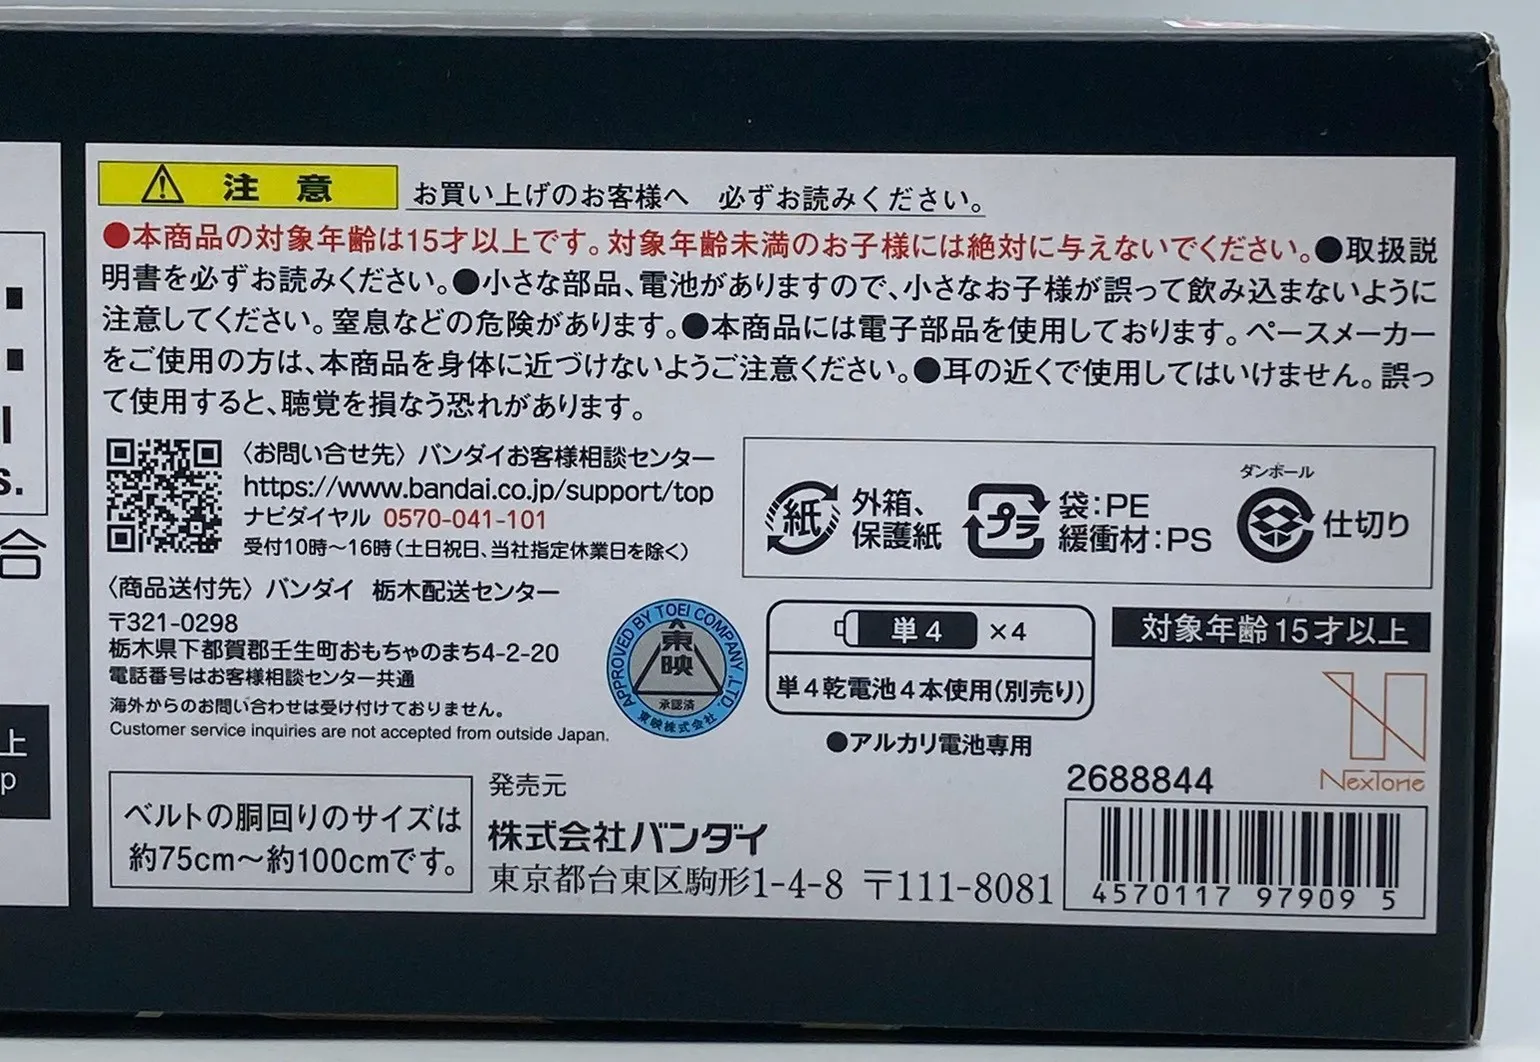 注意 お買い上げのお客様へ 必ずお読みください。
●本商品の対象年齢は15才以上です。対象年齢未満のお子様には絶対に与えないでください。●取扱説
明書を必ずお読みください。●小さな部品、電池がありますので、小さなお子様が誤って飲み込まないように
注意してください。窒息などの危険があります。●本商品には電子部品を使用しております。ペースメーカー
をご使用の方は、本商品を身体に近づけないようご注意ください。●耳の近くで使用してはいけません。誤っ
て使用すると、聴覚を損なう恐れがあります。
〈お問い合せ先〉バンダイお客様相談センター
https://www.bandai.co.jp/support/top
ナビダイヤル 0570-041-101
受付10時～16時(土日祝日、当社指定休業日を除く)
〈商品送付先〉バンダイ 栃木配送センター
〒321-0298
栃木県下都賀郡壬生町おもちゃのまち4-2-20
電話番号はお客様相談センター共通
海外からのお問い合わせは受け付けておりません。
Customer service inquiries are not accepted from outside Japan.
紙 外箱、
保護紙
プラ 袋：PE
緩衝材：PS
ダンボール
仕切り
APPROVED BY TOEI COMPANY, LTD.
東映
承認済
東映株式会社
単4 ×4
単4乾電池4本使用(別売り)
●アルカリ電池専用
対象年齢15才以上
NexTone
ベルトの胴回りのサイズは
約75cm～約100cmです。
発売元
株式会社バンダイ
東京都台東区駒形1-4-8 〒111-8081
2688844
4570117 97909 5
s.
合
上
p